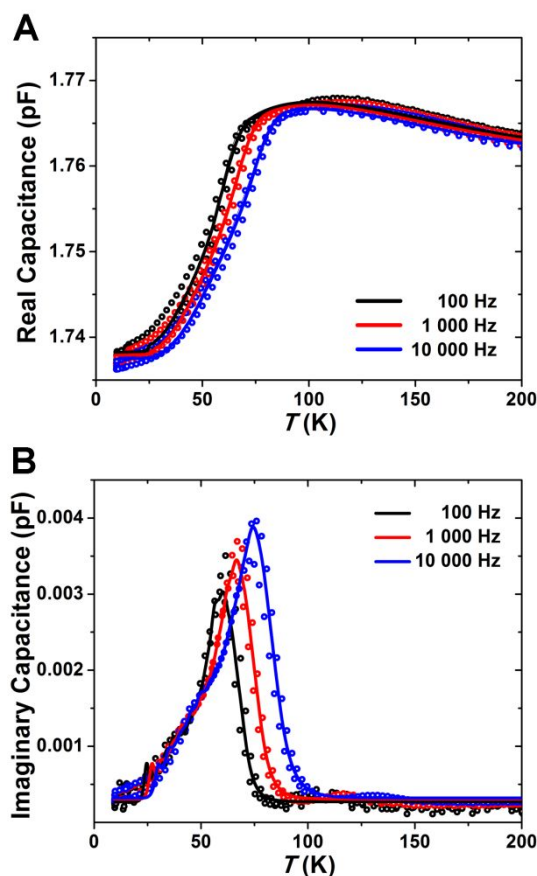 A
1.77
1.76
1.75
1.74
Real Capacitance (pF)
100 Hz
1 000 Hz
10 000 Hz
0 50 100 150 200
T (K)
B
0.004
0.003
0.002
0.001
Imaginary Capacitance (pF)
100 Hz
1 000 Hz
10 000 Hz
0 50 100 150 200
T (K)